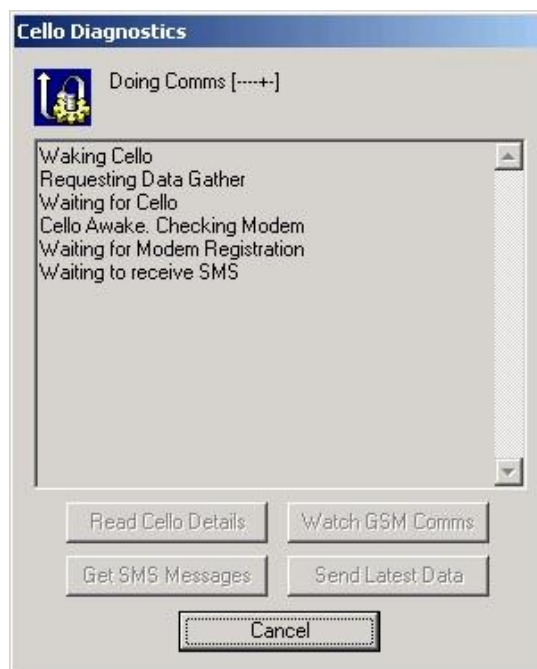 Cello Diagnostics
Doing Comms [----+-]
Waking Cello
Requesting Data Gather
Waiting for Cello
Cello Awake. Checking Modem
Waiting for Modem Registration
Waiting to receive SMS
Read Cello Details
Watch GSM Comms
Get SMS Messages
Send Latest Data
Cancel